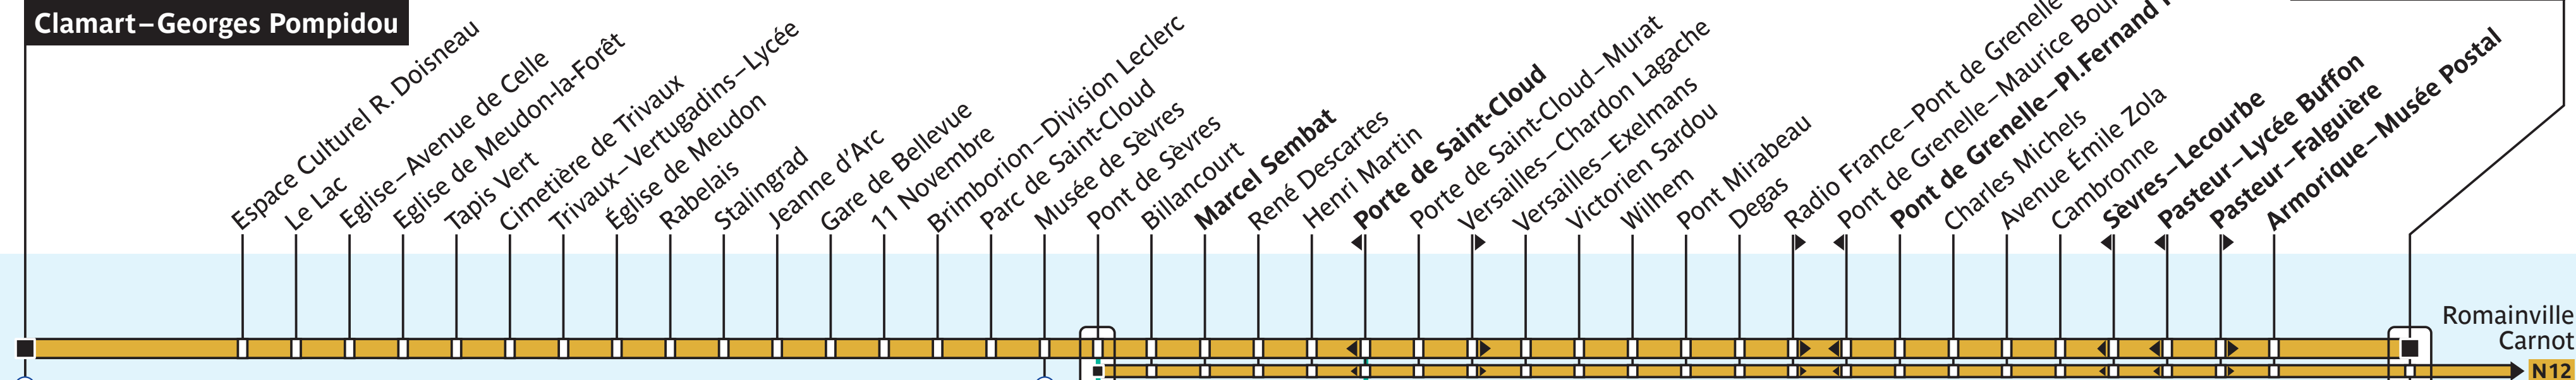 Clamart–Georges Pompidou
Espace Culturel R. Doisneau
Le Lac
Eglise–Avenue de Celle
Eglise de Meudon-la-Forêt
Tapis Vert
Cimetière de Trivaux
Trivaux–Vertugadins–Lycée
Église de Meudon
Rabelais
Stalingrad
Jeanne d'Arc
Gare de Bellevue
11 Novembre
Brimborion–Division Leclerc
Parc de Saint-Cloud
Musée de Sèvres
Pont de Sèvres
Billancourt
Marcel Sembat
René Descartes
Henri Martin
Porte de Saint-Cloud
Porte de Saint-Cloud–Murat
Versailles–Chardon Lagache
Versailles–Exelmans
Victorien Sardou
Wilhem
Pont Mirabeau
Degas
Radio France–Pont de Grenelle
Pont de Grenelle–Maurice
Pont de Grenelle–Pl.Fernand
Charles Michels
Avenue Émile Zola
Cambronne
Sèvres–Lecourbe
Pasteur–Lycée Buffon
Pasteur–Falguière
Armorique–Musée Postal
Romainville
Carnot
N12